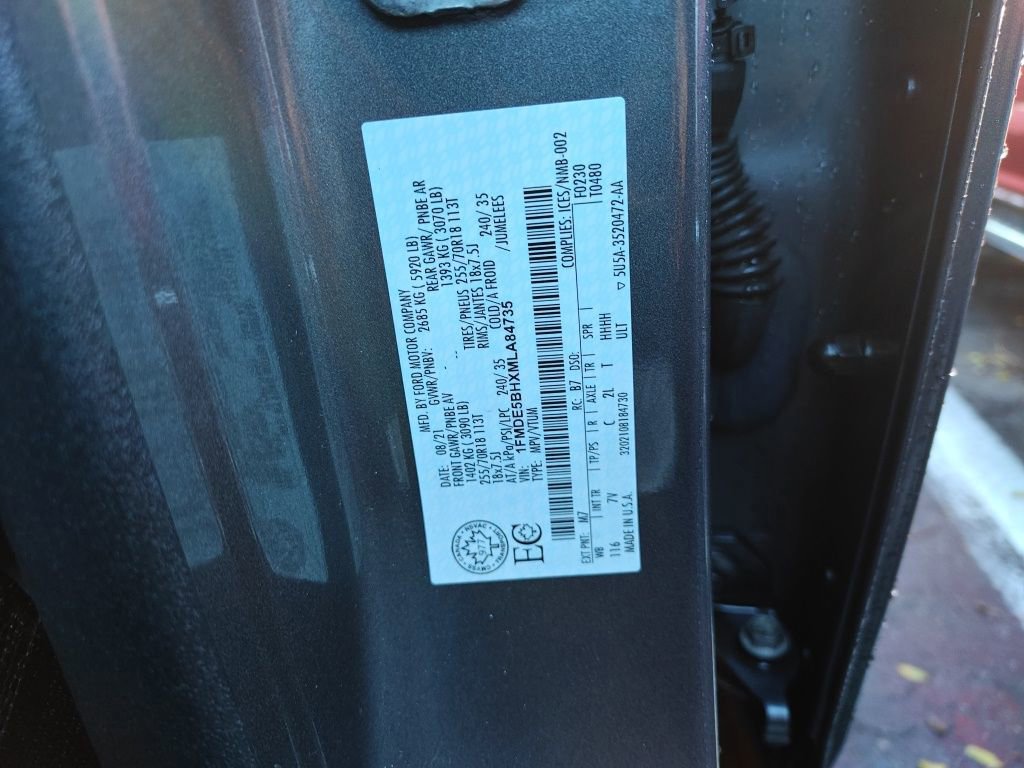 MFD. BY FORD MOTOR COMPANY
DATE: 08/21 GVWR/PNBV: 2685 KG ( 5920 LB)
FRONT GAWR/PNBE AV REAR GAWR/ PNBE AR
1402 KG ( 3090 LB) 1393 KG ( 3070 LB)
255/70R18 113T TIRES/PNEUS 255/70R18 113T
18x7.5J RIMS/JANTES 18x7.5J
AT/A kPa/PSI/LPC 240/ 35 COLD/A FROID 240/ 35
VIN: 1FMDE5BHXMLA84735 /JUMELEES
TYPE: MPV/VTUM
COMPLIES: ICES/NMB-002
EC
EXT PNT: M7 RC: B7 DSO: F0230
WB INT TR TP/PS R AXLE TR SPR T0480
116 7V C ZL T HHHH
MADE IN U.S.A. ULT 5U5A-3520472-AA
3202108184730